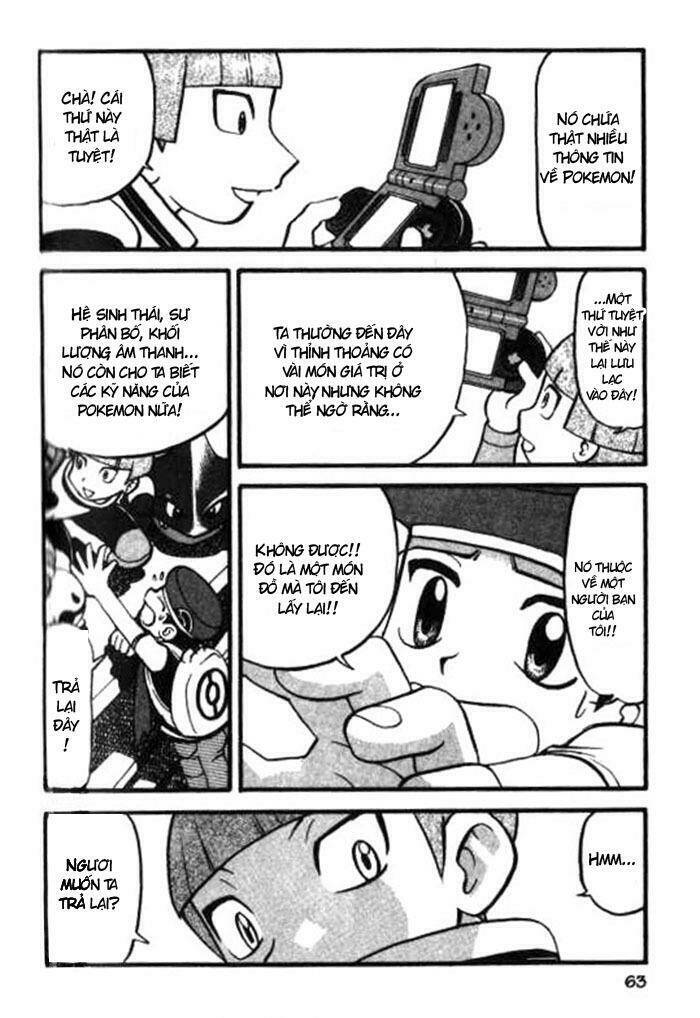 CHÀ! CÁI
THỨ NÀY
THẬT LÀ
TUYỆT!
NÓ CHỨA
THẬT NHIỀU
THÔNG TIN
VỀ POKEMON!
HỆ SINH THÁI, SỰ
PHÂN BỐ, KHỐI
LƯỢNG ÂM THANH...
NÓ CÒN CHO TA BIẾT
CÁC KỸ NĂNG CỦA
POKEMON NỮA!
TA THƯỜNG ĐẾN ĐÂY
VÌ THỈNH THOẢNG CÓ
VÀI MÓN GIÁ TRỊ Ở
NƠI NÀY NHƯNG KHÔNG
THỂ NGỜ RẰNG...
...MỘT
THỨ TUYỆT
VỜI NHƯ
THẾ NÀY
LẠI LƯU
LẠC
VÀO ĐÂY!
KHÔNG ĐƯỢC!!
ĐÓ LÀ MỘT MÓN
ĐỒ MÀ TÔI ĐẾN
LẤY LẠI!!
NÓ THUỘC
VỀ MỘT
NGƯỜI BẠN
CỦA
TÔI!!
TRẢ
LẠI
ĐÂY
!
NGƯƠI
MUỐN TA
TRẢ LẠI?
HMM...
63